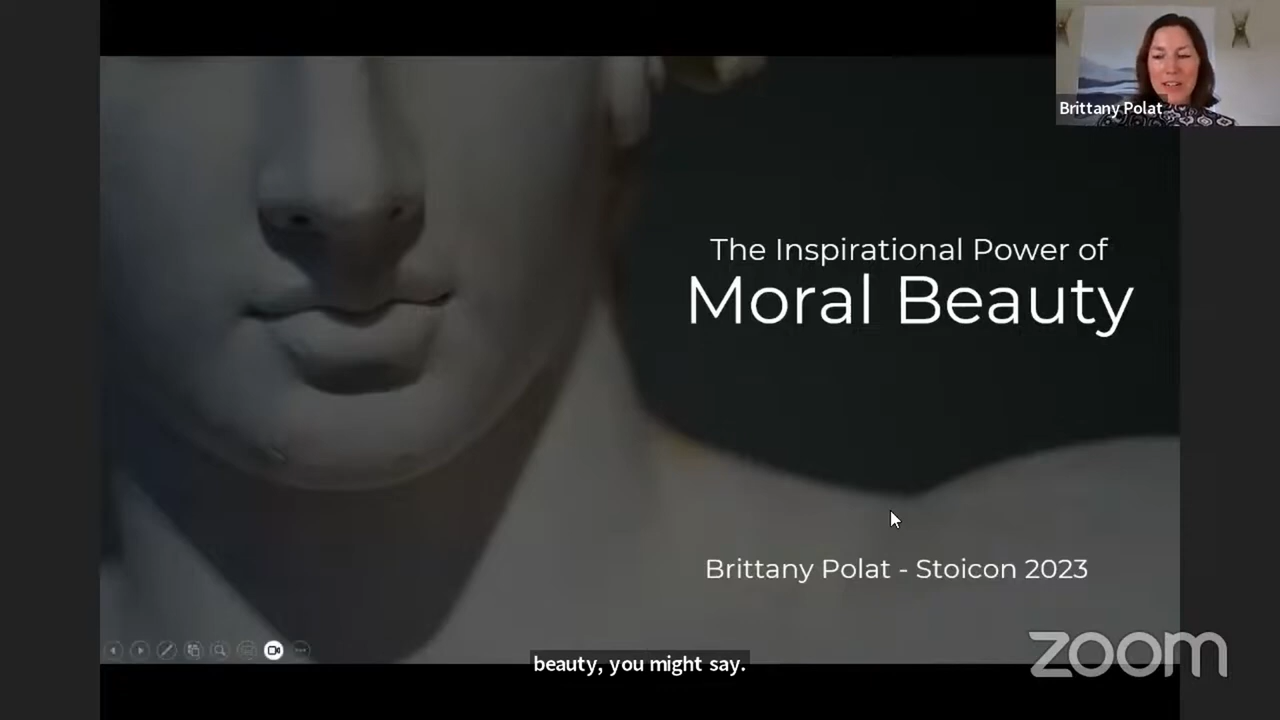 Brittany Polat
The Inspirational Power of
Moral Beauty
Brittany Polat - Stoicon 2023
beauty, you might say.
zoom